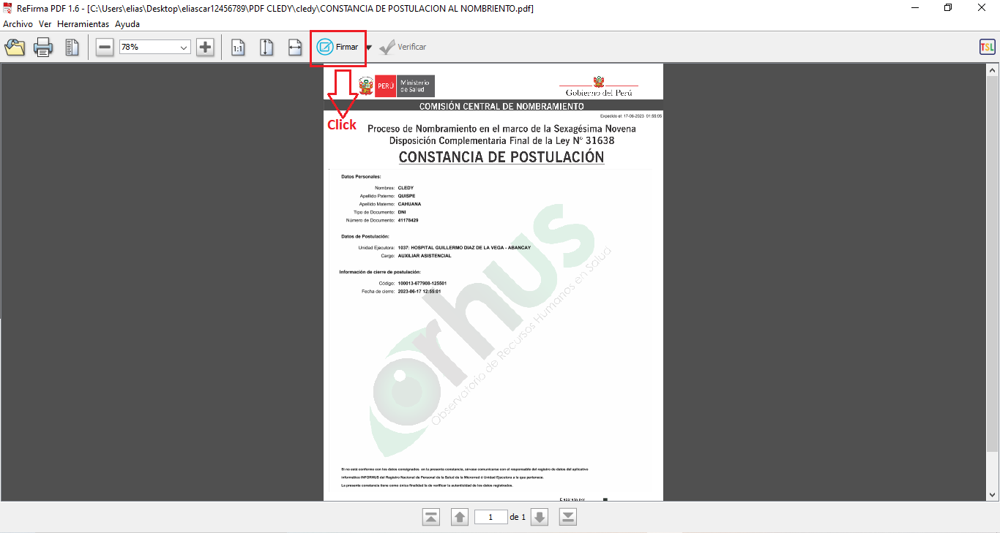 ReFirma PDF 1.6 - [C:\Users\elias\Desktop\eliascar12456789\PDF CLEDY\cledy\CONSTANCIA DE POSTULACION AL NOMBRIENTO.pdf]
Archivo Ver Herramientas Ayuda
78%
1:1
Firmar
Verificar
TSL
PERÚ
Ministerio
de Salud
Gobierno del Perú
COMISIÓN CENTRAL DE NOMBRAMIENTO
Expedido el: 17-06-2023 01:55:05
Click
Proceso de Nombramiento en el marco de la Sexagésima Novena
Disposición Complementaria Final de la Ley N° 31638
CONSTANCIA DE POSTULACIÓN
Datos Personales:
Nombres: CLEDY
Apellido Paterno: QUISPE
Apellido Materno: CAHUANA
Tipo de Documento: DNI
Número de Documento: 41178429
Datos de Postulación:
Unidad Ejecutora: 1037: HOSPITAL GUILLERMO DIAZ DE LA VEGA - ABANCAY
Cargo: AUXILIAR ASISTENCIAL
Información de cierre de postulación:
Código: 100013-677908-125501
Fecha de cierre: 2023-06-17 12:55:01
orhus
Observatorio de Recursos Humanos en Salud
Si no está conforme con los datos consignados en la presente constancia, sírvase comunicarse con el responsable del registro de datos del aplicativo
informático INFORHUS del Registro Nacional de Personal de la Salud de la Microrred ó Unidad Ejecutora a la que pertenece.
La presente constancia tiene como única finalidad la de verificar la autenticidad de los datos registrados.
1 de 1